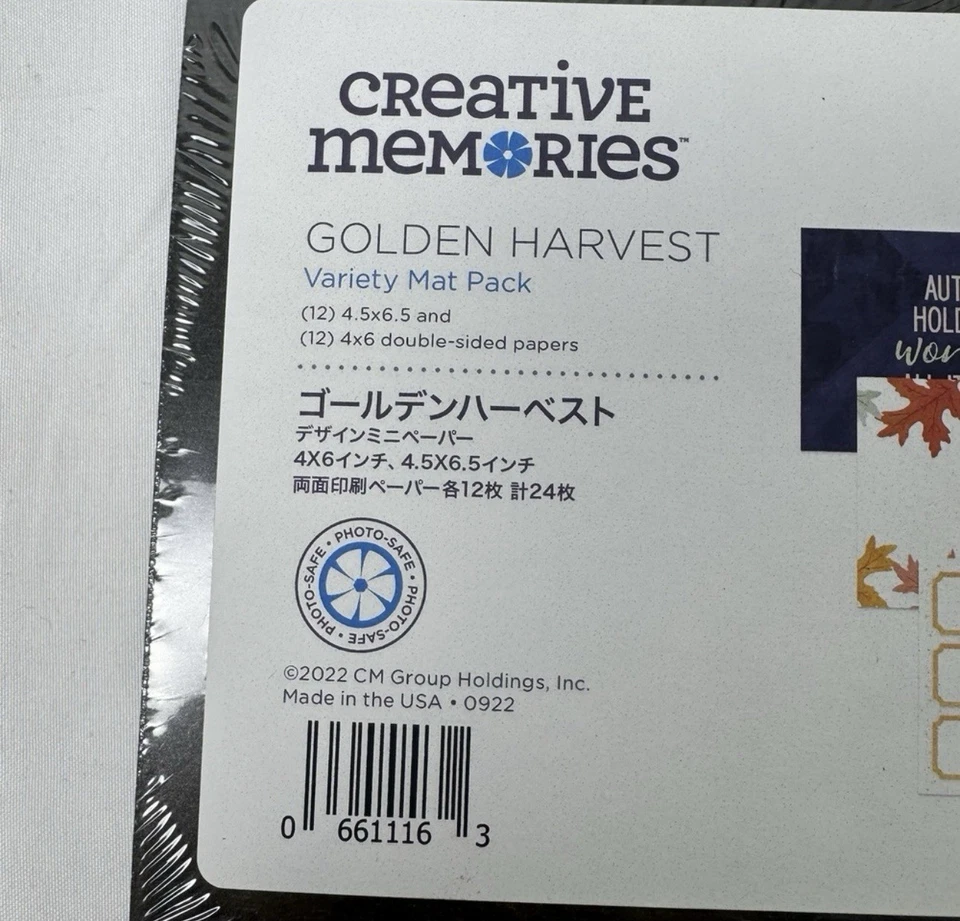 CReaTiVE
meMORIes™
GOLDEN HARVEST
Variety Mat Pack
(12) 4.5x6.5 and
(12) 4x6 double-sided papers
ゴールデンハーベスト
デザインミニペーパー
4X6インチ、4.5X6.5インチ
両面印刷ペーパー各12枚 計24枚
PHOTO-SAFE • PHOTO-SAFE • PHOTO-SAFE • PHOTO-SAFE •
©2022 CM Group Holdings, Inc.
Made in the USA • 0922
0 661116 3
AUT
HOLD
wor